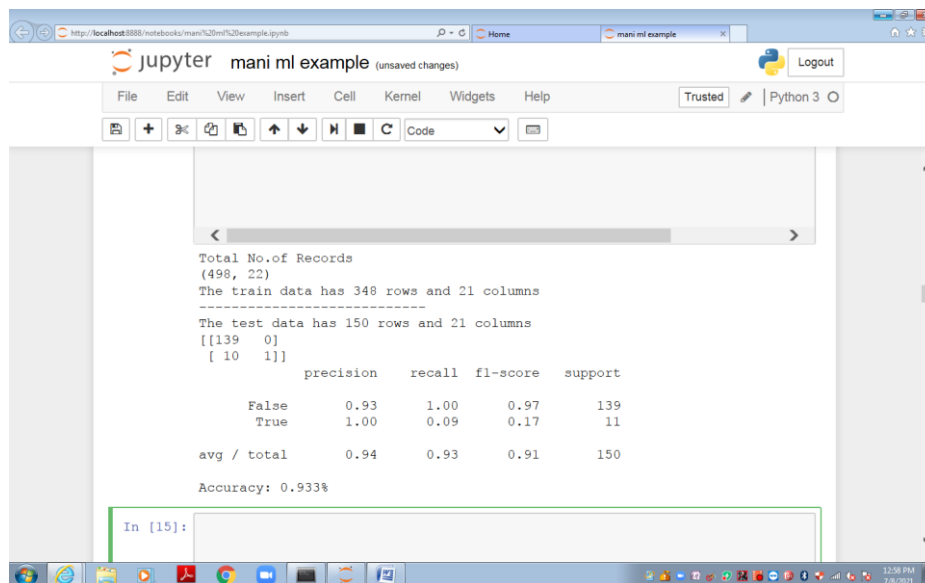 http://localhost:8888/notebooks/mani%20ml%20example.ipynb
Home
mani ml example
jupyter mani ml example (unsaved changes)
Logout
File Edit View Insert Cell Kernel Widgets Help
Trusted
Python 3
Code
Total No.of Records
(498, 22)
The train data has 348 rows and 21 columns
-----------------------------
The test data has 150 rows and 21 columns
[[139   0]
 [ 10   1]]
precision recall f1-score support
False 0.93 1.00 0.97 139
True 1.00 0.09 0.17 11
avg / total 0.94 0.93 0.91 150
Accuracy: 0.933%
In [15]:
12:58 PM
7/8/2021